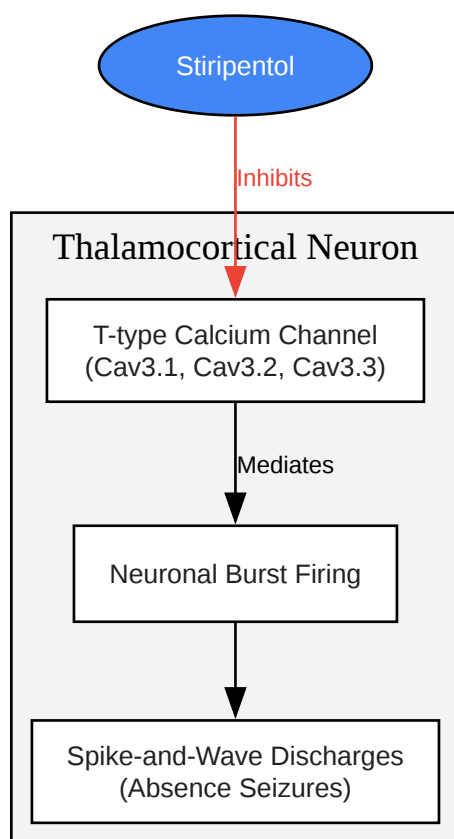 Stiripentol
Inhibits
Thalamocortical Neuron
T-type Calcium Channel
(Cav3.1, Cav3.2, Cav3.3)
Mediates
Neuronal Burst Firing
Spike-and-Wave Discharges
(Absence Seizures)